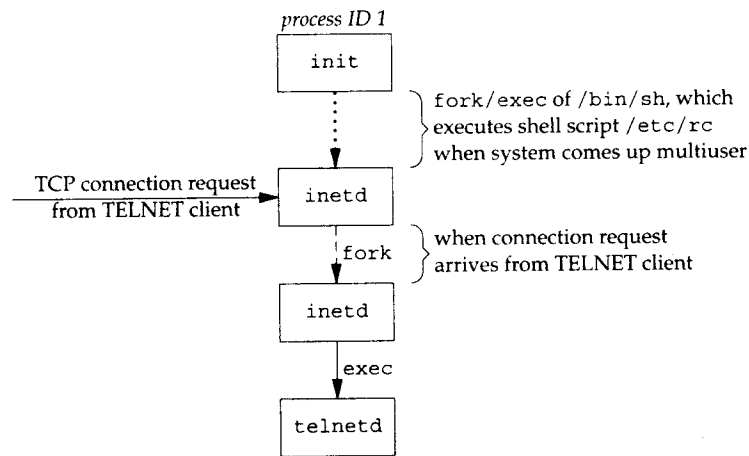 process ID 1
init
fork/exec of /bin/sh, which
executes shell script /etc/rc
when system comes up multiuser
TCP connection request
from TELNET client
inetd
fork
when connection request
arrives from TELNET client
inetd
exec
telnetd